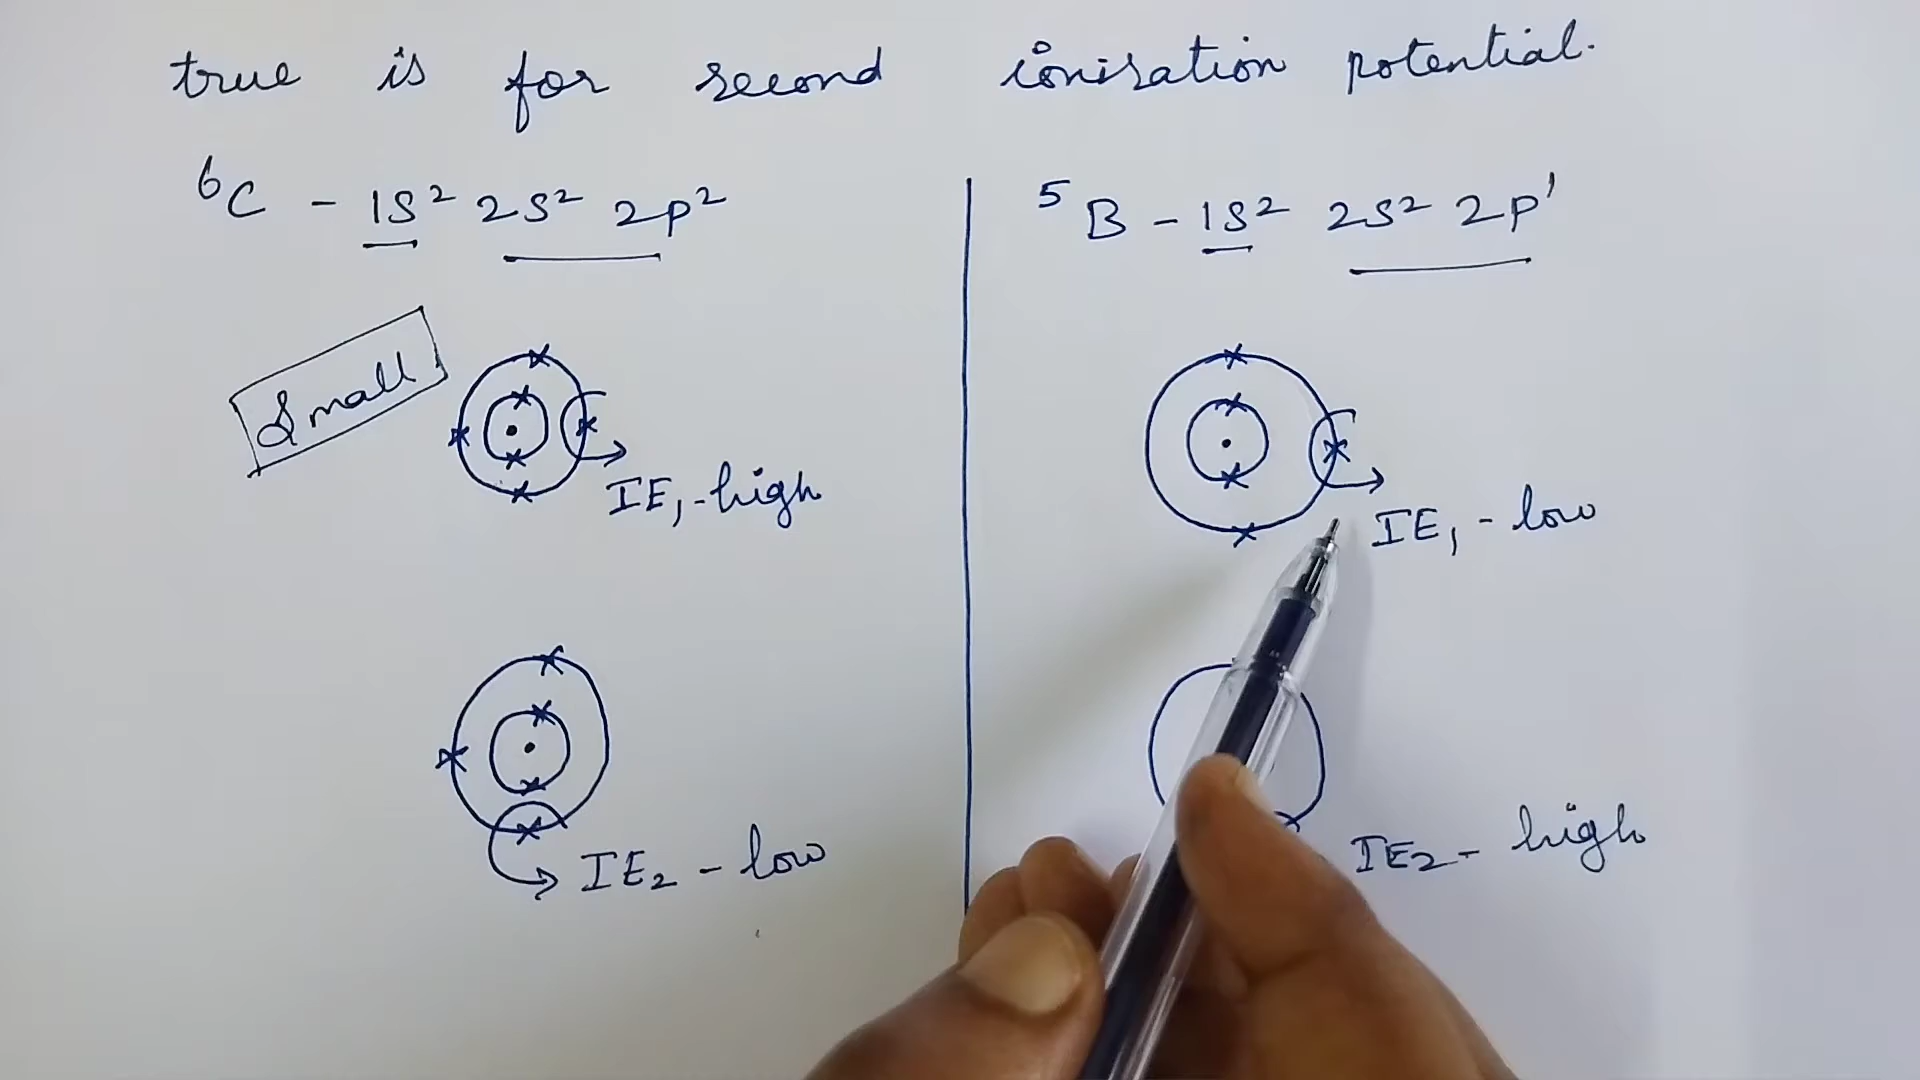 true is for second ionisation potential.
⁶C - 1S² 2S² 2P²
⁵B - 1S² 2S² 2P¹
Small
IE₁ - high
IE₁ - low
IE₂ - low
IE₂ - high